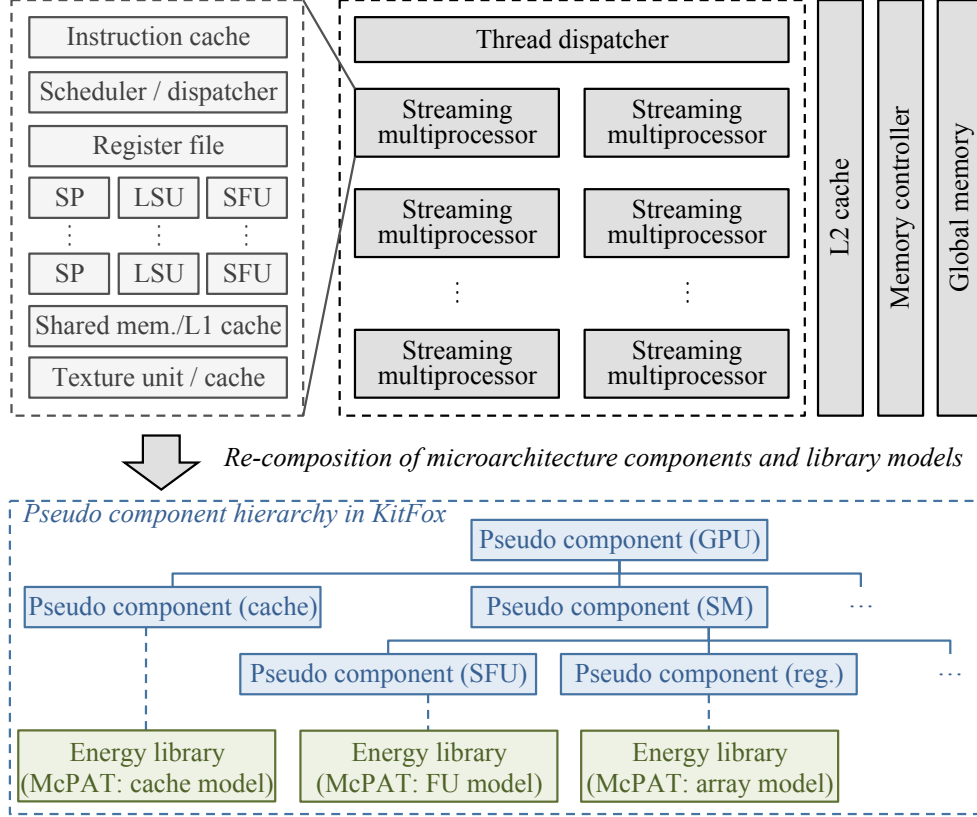 Instruction cache
Scheduler / dispatcher
Register file
SP
LSU
SFU
⋮
⋮
⋮
SP
LSU
SFU
Shared mem./L1 cache
Texture unit / cache
Thread dispatcher
Streaming
multiprocessor
Streaming
multiprocessor
Streaming
multiprocessor
Streaming
multiprocessor
⋮
⋮
Streaming
multiprocessor
Streaming
multiprocessor
L2 cache
Memory controller
Global memory
Re-composition of microarchitecture components and library models
Pseudo component hierarchy in KitFox
Pseudo component (GPU)
Pseudo component (cache)
Pseudo component (SM)
…
Pseudo component (SFU)
Pseudo component (reg.)
…
Energy library
(McPAT: cache model)
Energy library
(McPAT: FU model)
Energy library
(McPAT: array model)